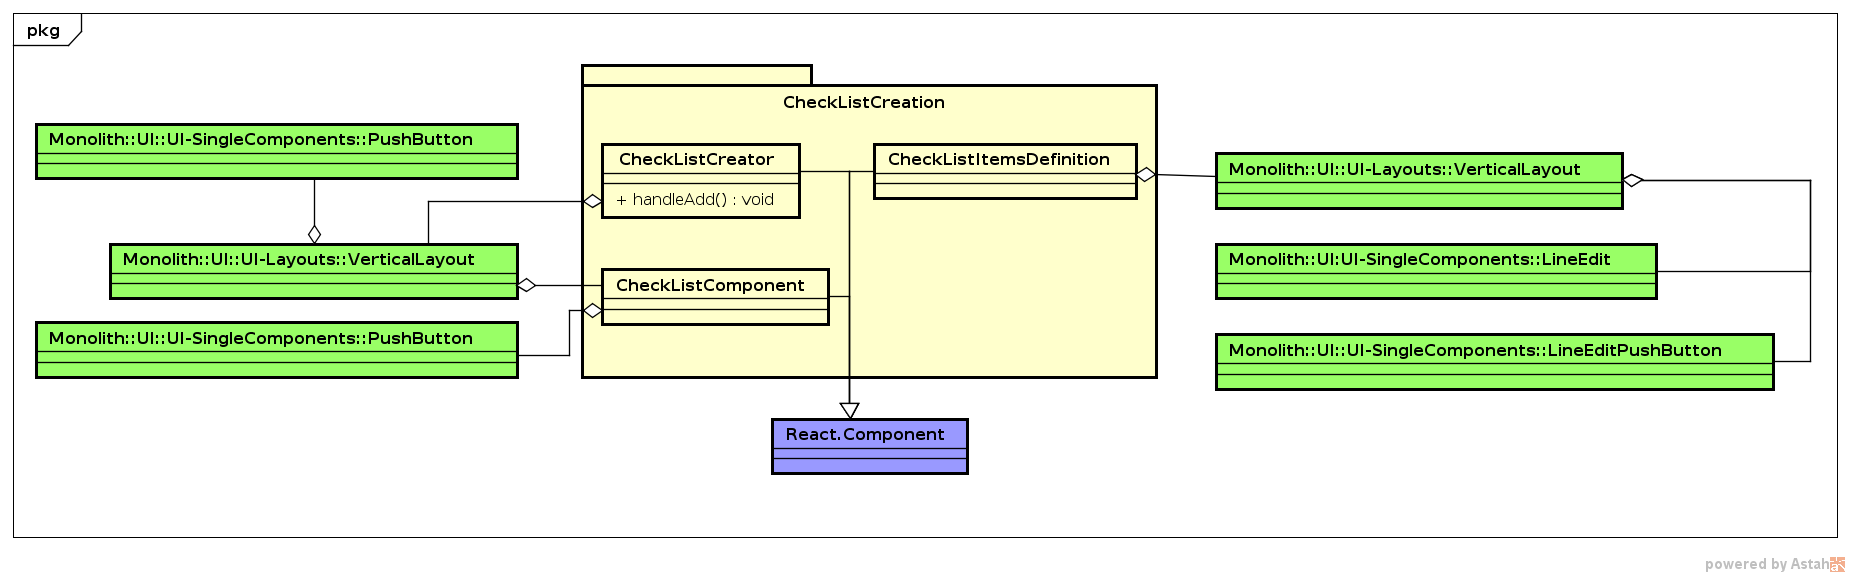 pkg
CheckListCreation
Monolith::UI::UI-SingleComponents::PushButton
CheckListCreator
+ handleAdd() : void
CheckListItemsDefinition
Monolith::UI::UI-Layouts::VerticalLayout
Monolith::UI::UI-Layouts::VerticalLayout
CheckListComponent
Monolith::UI:UI-SingleComponents::LineEdit
Monolith::UI::UI-SingleComponents::PushButton
Monolith::UI::UI-SingleComponents::LineEditPushButton
React.Component
powered by Astah